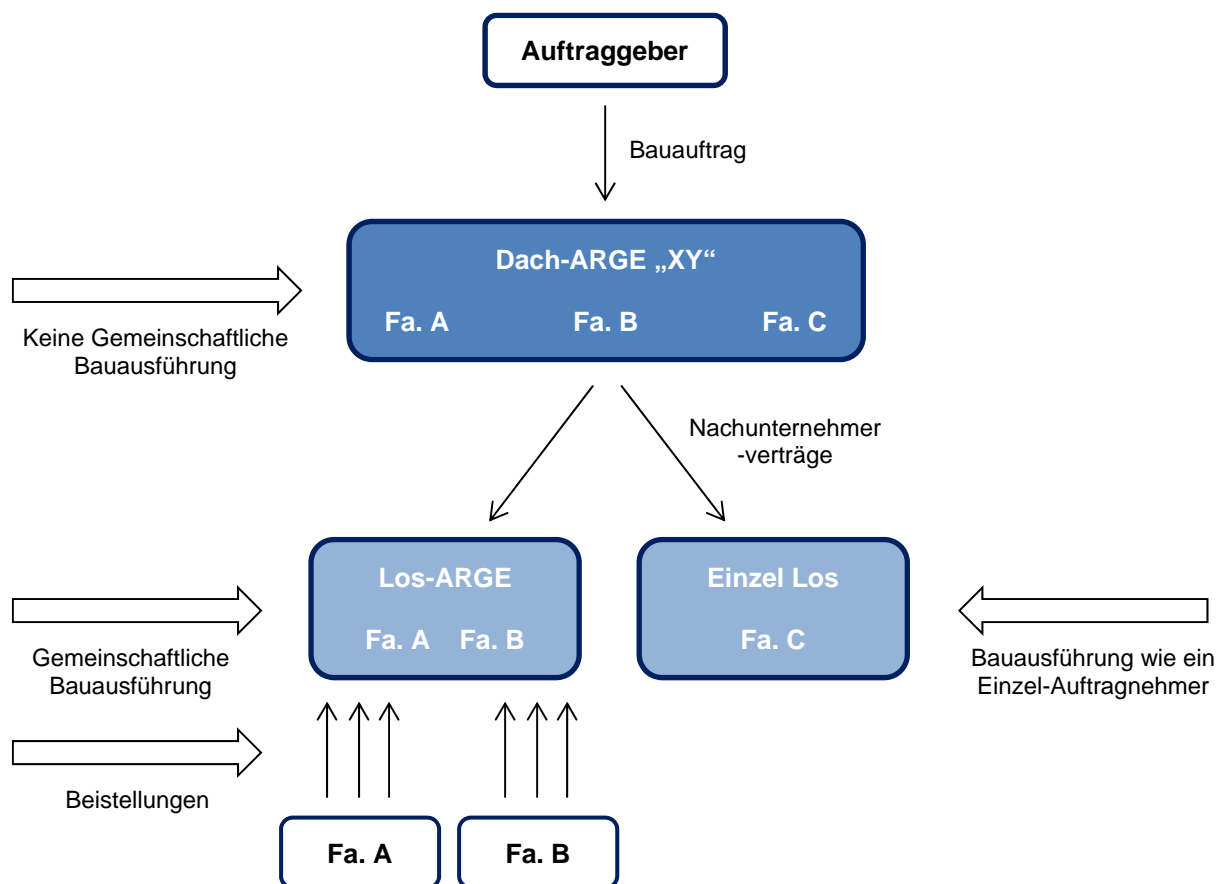 Auftraggeber
Bauauftrag
Dach-ARGE „XY“
Fa. A Fa. B Fa. C
Keine Gemeinschaftliche
Bauausführung
Nachunternehmer
-verträge
Los-ARGE
Fa. A Fa. B
Einzel Los
Fa. C
Gemeinschaftliche
Bauausführung
Bauausführung wie ein
Einzel-Auftragnehmer
Beistellungen
Fa. A
Fa. B